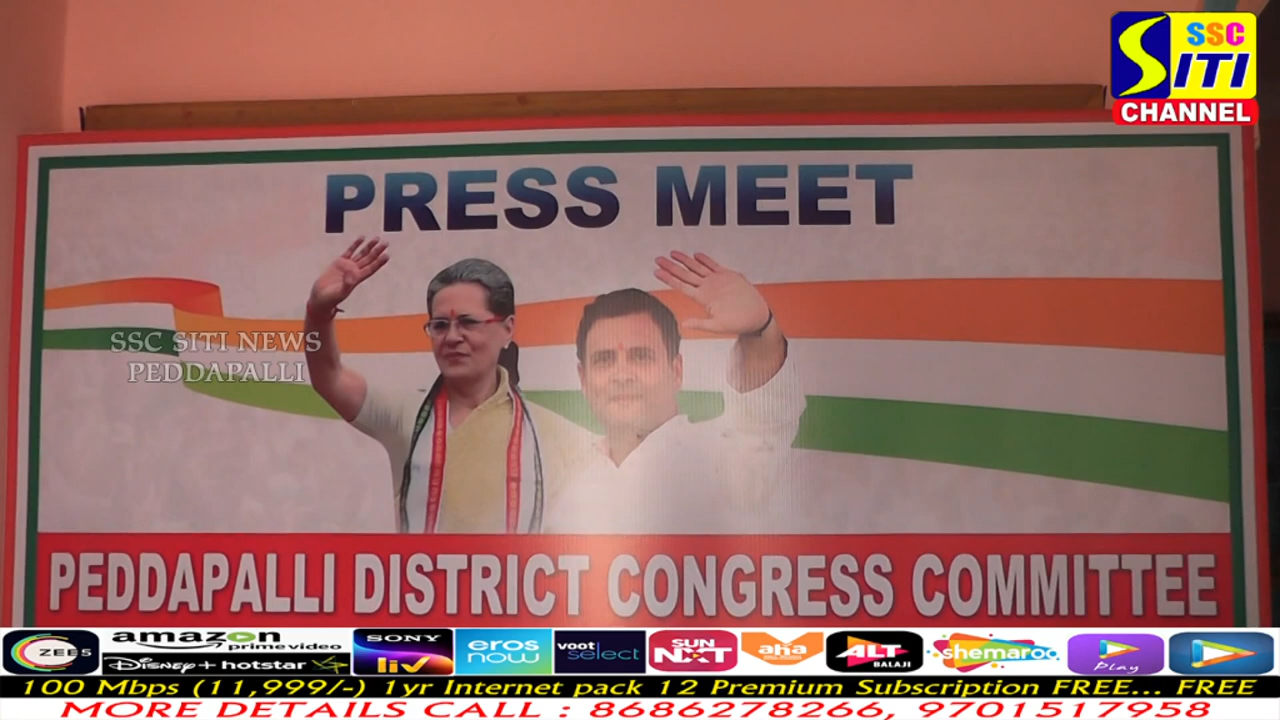 SSC
SITI
CHANNEL
PRESS MEET
SSC SITI NEWS
PEDDAPALLI
PEDDAPALLI DISTRICT CONGRESS COMMITTEE
ZEE5
amazon
primevideo
Disney+ hotstar
SONY
liv
eros
now
voot
select
SUN
NXT
aha
ALT
BALAJI
shemaroo
Play
100 Mbps (11,999/-) 1yr Internet pack 12 Premium Subscription FREE... FREE
MORE DETAILS CALL : 8686278266, 9701517958